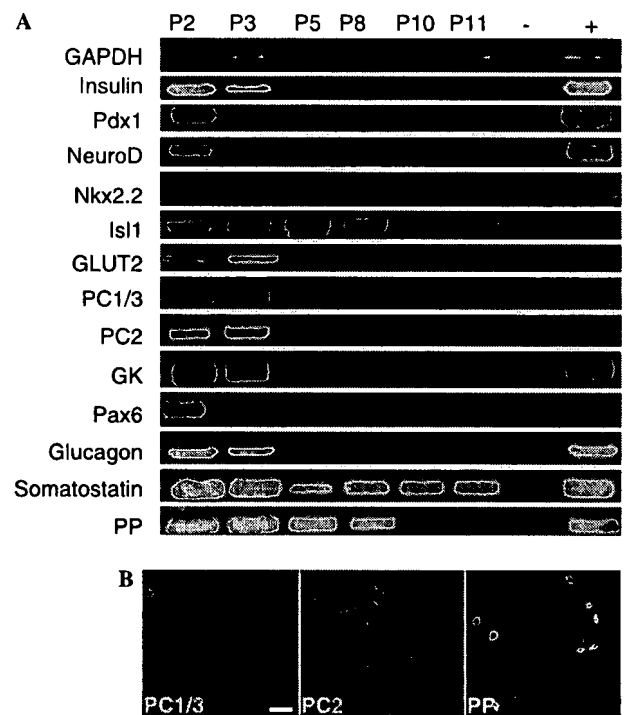 A
P2 P3 P5 P8 P10 P11 - +
GAPDH
Insulin
Pdx1
NeuroD
Nkx2.2
Isl1
GLUT2
PC1/3
PC2
GK
Pax6
Glucagon
Somatostatin
PP
B
PC1/3 PC2 PP